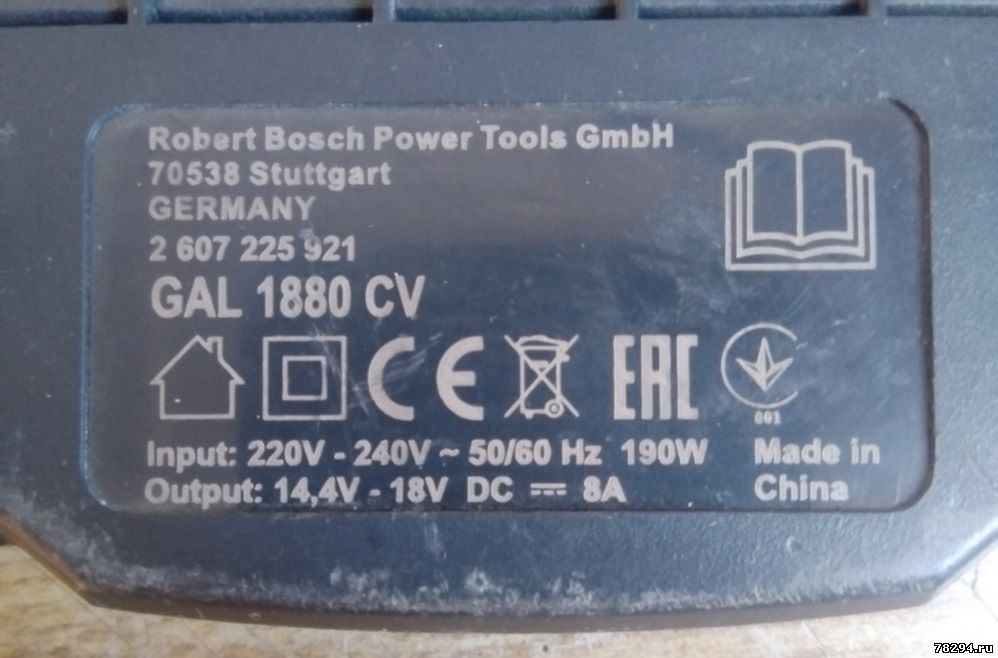 Robert Bosch Power Tools GmbH
70538 Stuttgart
GERMANY
2 607 225 921
GAL 1880 CV
CE EAC
001
Input: 220V - 240V ~ 50/60 Hz 190W
Output: 14,4V - 18V DC ⎓ 8A
Made in
China
78294.ru